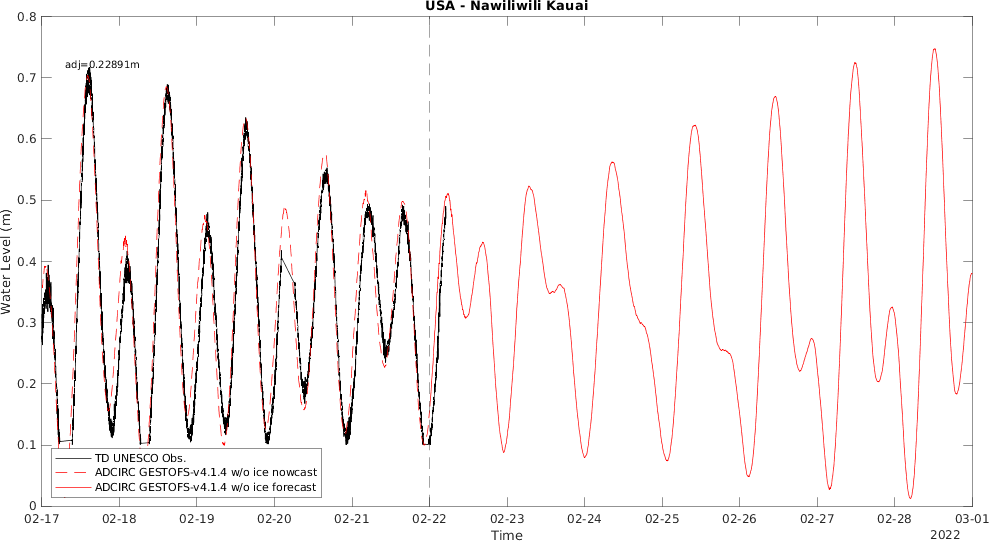 USA - Nawiliwili Kauai
adj=0.22891m
0.8
0.7
0.6
0.5
0.4
0.3
0.2
0.1
0
Water Level (m)
TD UNESCO Obs.
ADCIRC GESTOFS-v4.1.4 w/o ice nowcast
ADCIRC GESTOFS-v4.1.4 w/o ice forecast
02-17 02-18 02-19 02-20 02-21 02-22 02-23 02-24 02-25 02-26 02-27 02-28 03-01
Time
2022